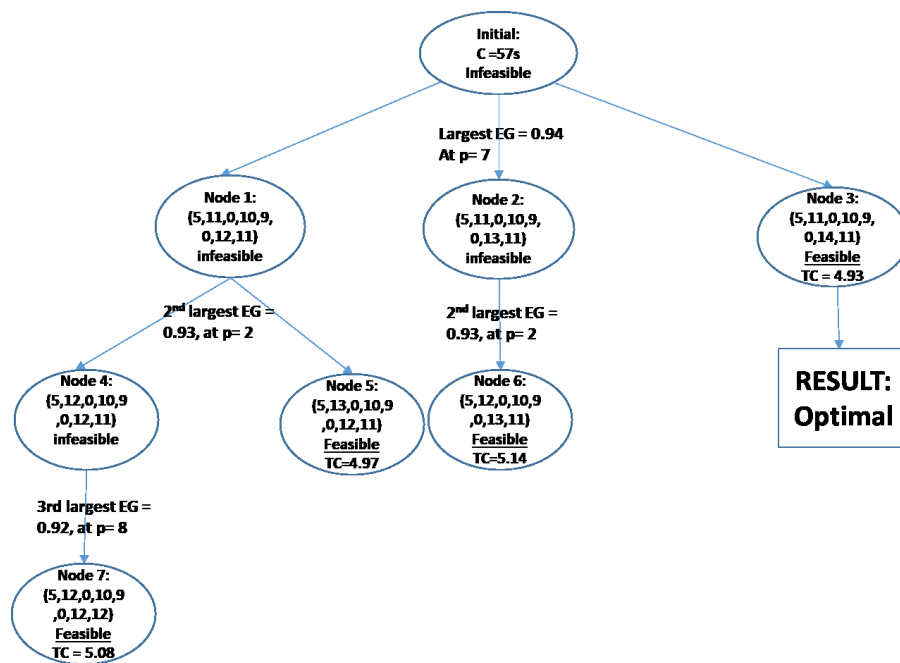 Initial:
C =57s
Infeasible
Largest EG = 0.94
At p= 7
Node 1:
{5,11,0,10,9,
0,12,11}
infeasible
Node 2:
{5,11,0,10,9,
0,13,11}
infeasible
Node 3:
{5,11,0,10,9,
0,14,11}
Feasible
TC = 4.93
2nd largest EG =
0.93, at p= 2
2nd largest EG =
0.93, at p= 2
Node 4:
{5,12,0,10,9
,0,12,11}
infeasible
Node 5:
{5,13,0,10,9
,0,12,11}
Feasible
TC=4.97
Node 6:
{5,12,0,10,9
,0,13,11}
Feasible
TC=5.14
RESULT:
Optimal
3rd largest EG =
0.92, at p= 8
Node 7:
{5,12,0,10,9
,0,12,12}
Feasible
TC = 5.08